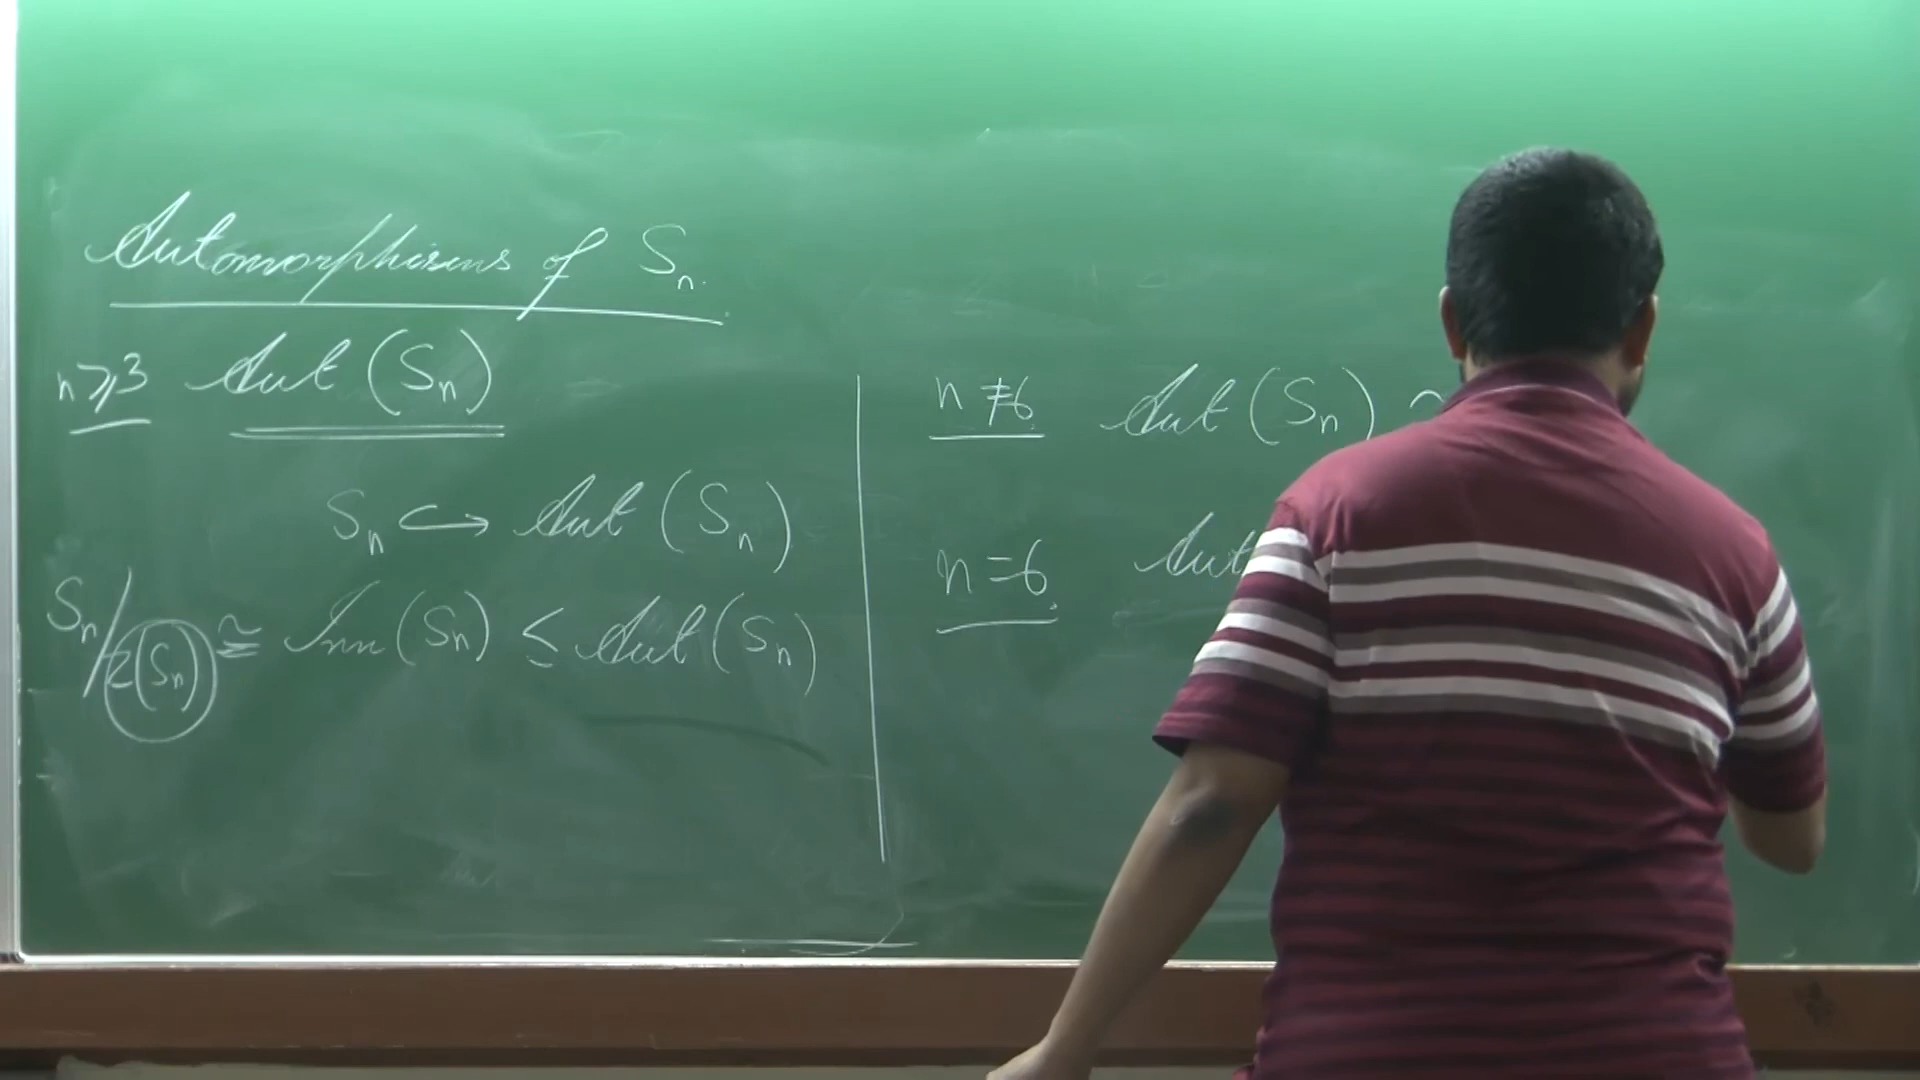 Automorphisms of Sₙ.
n ⩾ 3 Aut (Sₙ)
Sₙ ↪ Aut (Sₙ)
Sₙ/Z(Sₙ) ≅ Inn (Sₙ) ≤ Aut (Sₙ)
n ≠ 6 Aut (Sₙ)
n = 6 Aut